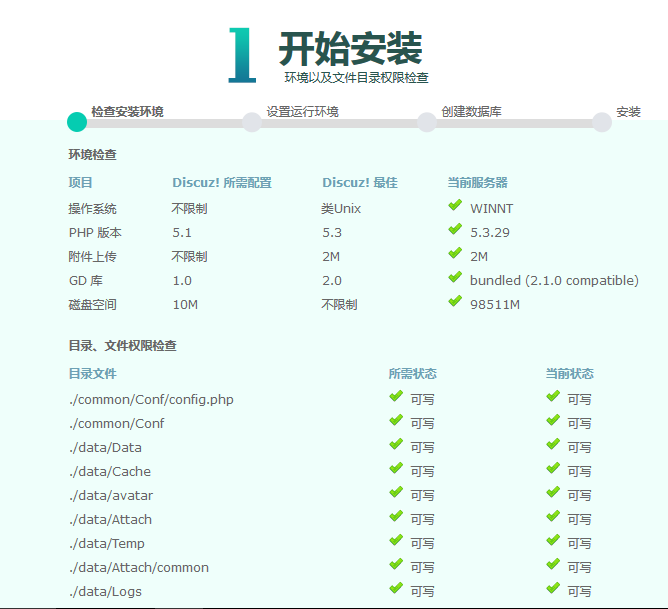 1 开始安装
环境以及文件目录权限检查
检查安装环境 设置运行环境 创建数据库 安装
环境检查
项目 Discuz! 所需配置 Discuz! 最佳 当前服务器
操作系统 不限制 类Unix WINNT
PHP 版本 5.1 5.3 5.3.29
附件上传 不限制 2M 2M
GD 库 1.0 2.0 bundled (2.1.0 compatible)
磁盘空间 10M 不限制 98511M
目录、文件权限检查
目录文件 所需状态 当前状态
./common/Conf/config.php 可写 可写
./common/Conf 可写 可写
./data/Data 可写 可写
./data/Cache 可写 可写
./data/avatar 可写 可写
./data/Attach 可写 可写
./data/Temp 可写 可写
./data/Attach/common 可写 可写
./data/Logs 可写 可写